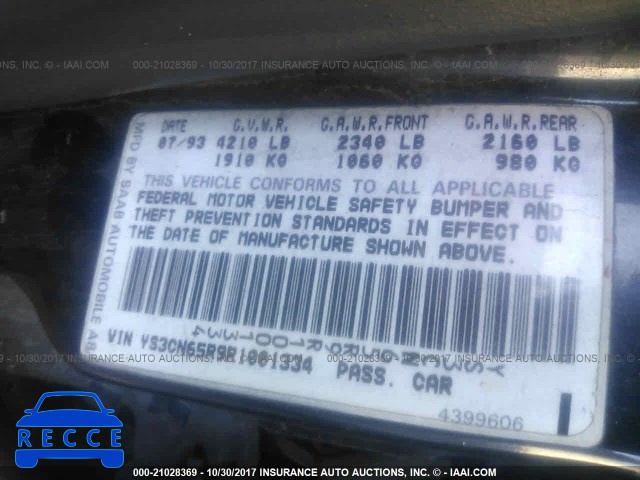 CTIONS, INC. - IAAI.COM 000-21028369 - 10/30/2017 INSURANCE AUTO AUCTIONS, INC. - IAAI.COM 000-2
DATE G.V.W.R. G.A.W.R.FRONT G.A.W.R.REAR
07/93 4210 LB 2340 LB 2160 LB
1910 KG 1060 KG 980 KG
THIS VEHICLE CONFORMS TO ALL APPLICABLE
FEDERAL MOTOR VEHICLE SAFETY BUMPER AND
THEFT PREVENTION STANDARDS IN EFFECT ON
THE DATE OF MANUFACTURE SHOWN ABOVE.
MFD BY SAAB AUTOMOBILE AB
VIN PASS. CAR
4399606
RECCE
000-21028369 - 10/30/2017 INSURANCE AUTO AUCTIONS, INC. - IAAI.COM